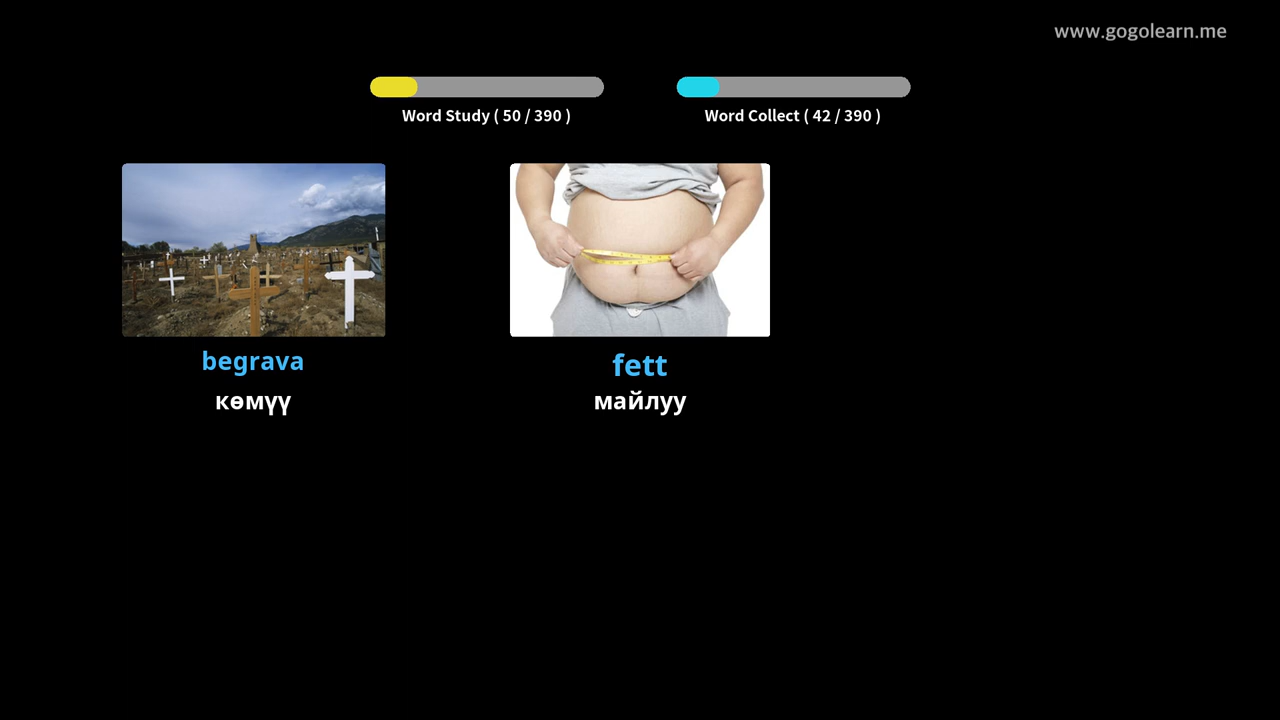 www.gogolearn.me
Word Study ( 50 / 390 )
Word Collect ( 42 / 390 )
begrava
көмүү
fett
майлуу